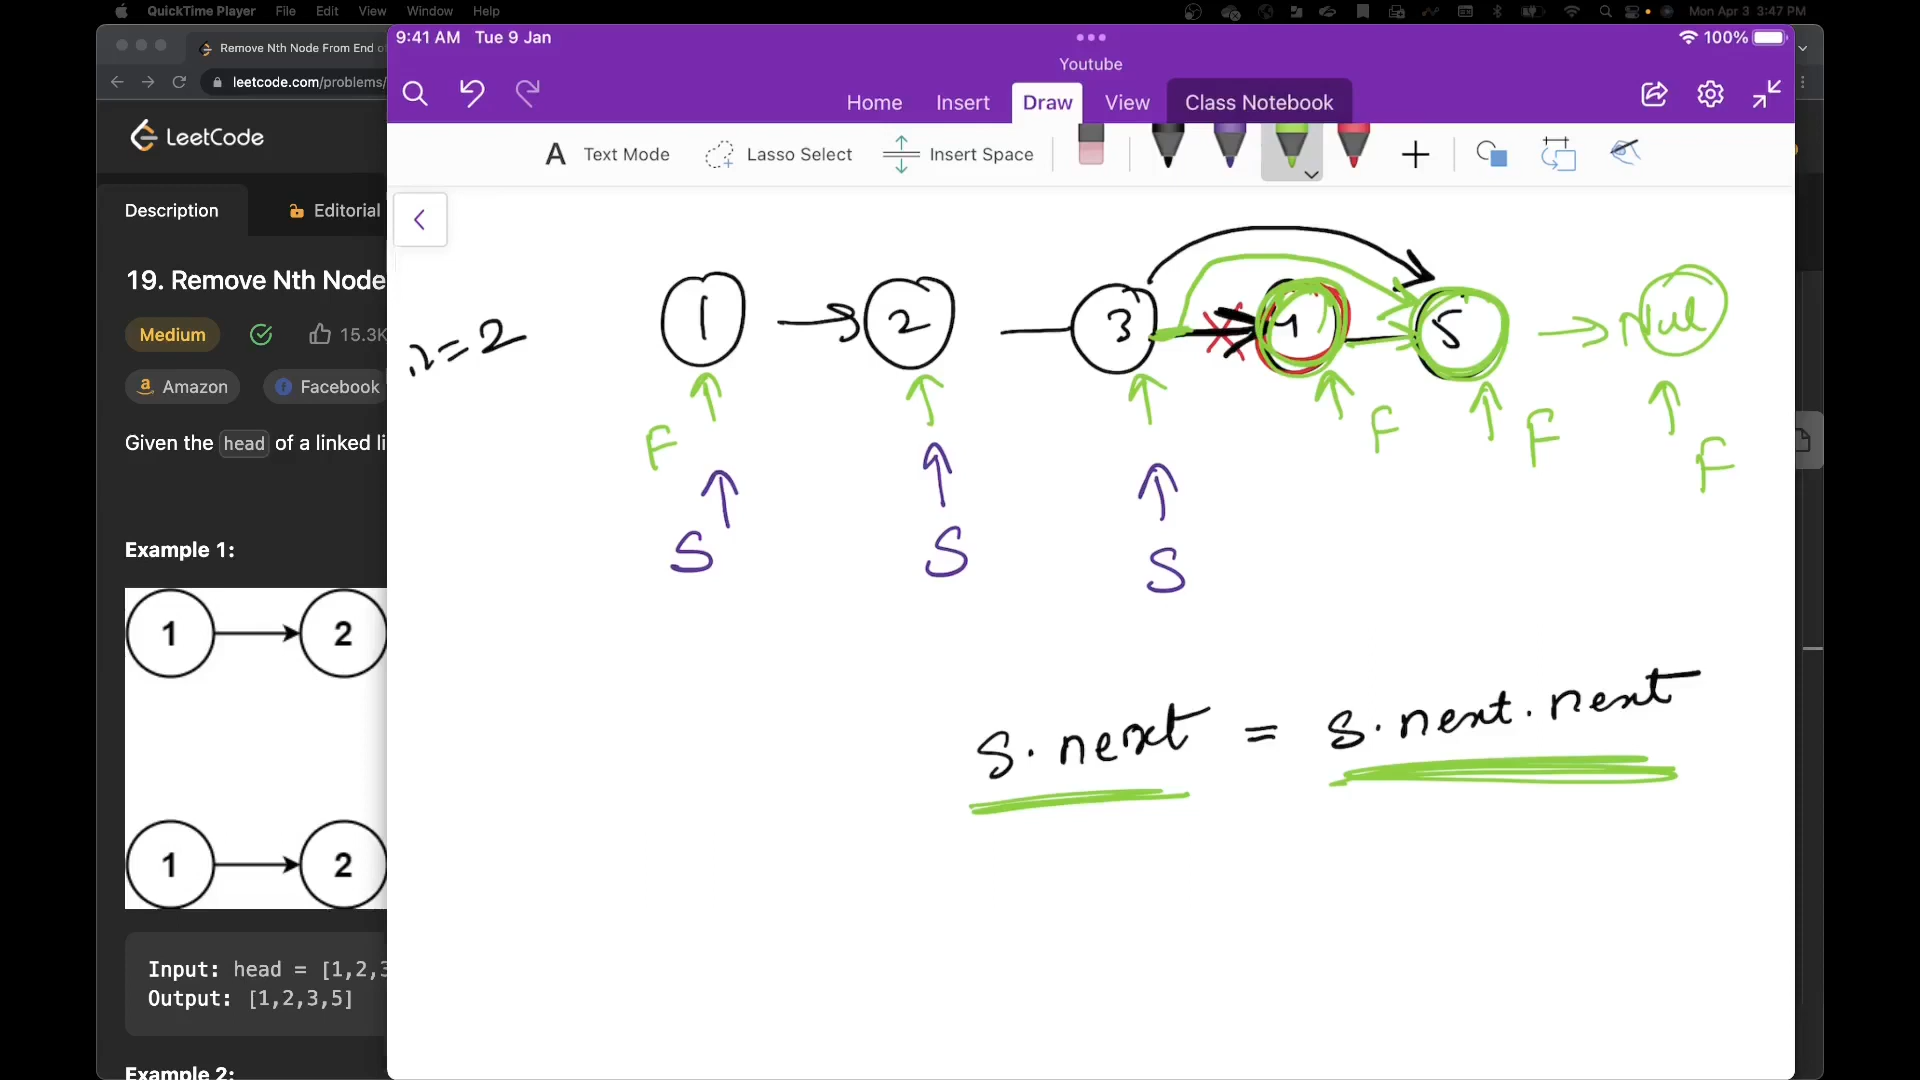 QuickTime Player File Edit View Window Help Mon Apr 3 3:47 PM
Remove Nth Node From End of
leetcode.com/problems/
9:41 AM Tue 9 Jan
100%
Youtube
Home Insert Draw View Class Notebook
A Text Mode Lasso Select Insert Space
LeetCode
Description Editorial
19. Remove Nth Node
Medium 15.3K
Amazon Facebook
Given the head of a linked li
Example 1:
1 2
1 2
Input: head = [1,2,3
Output: [1,2,3,5]
Example 2:
= 2
1 2 3 4 5 Null
F F F F
S S S
s.next = s.next.next